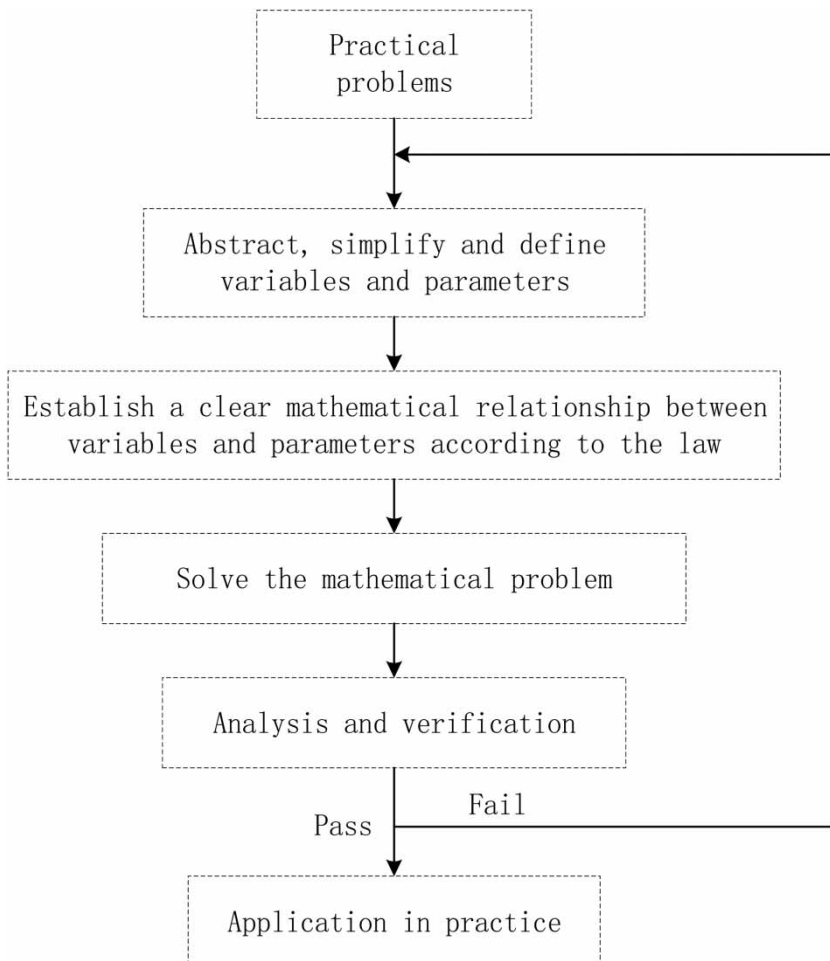 Practical
problems
Abstract, simplify and define
variables and parameters
Establish a clear mathematical relationship between
variables and parameters according to the law
Solve the mathematical problem
Analysis and verification
Pass
Fail
Application in practice